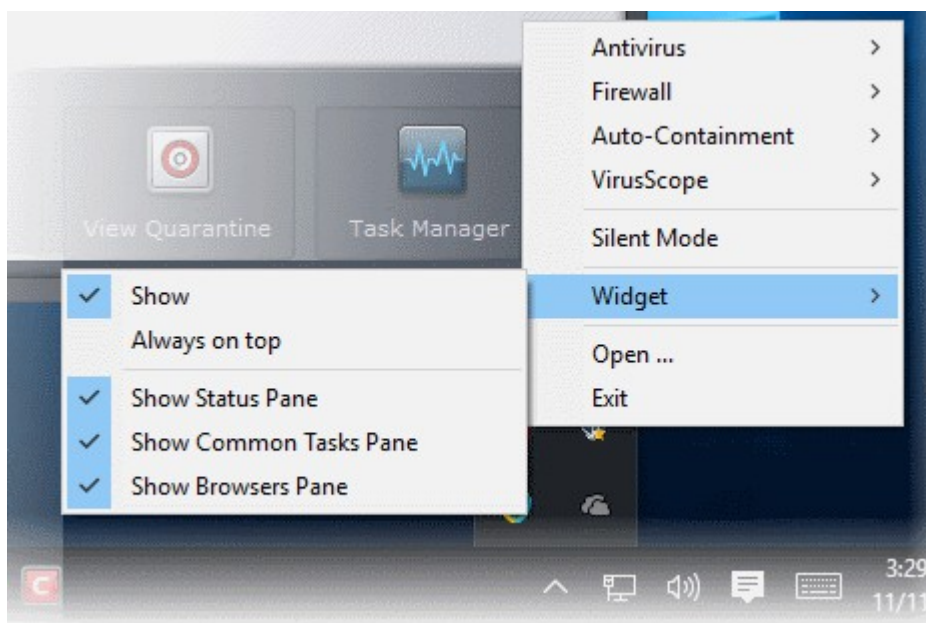 Antivirus
Firewall
Auto-Containment
VirusScope
View Quarantine
Task Manager
Silent Mode
Show
Widget
Always on top
Open ...
Show Status Pane
Exit
Show Common Tasks Pane
Show Browsers Pane
C
3:29
11/11